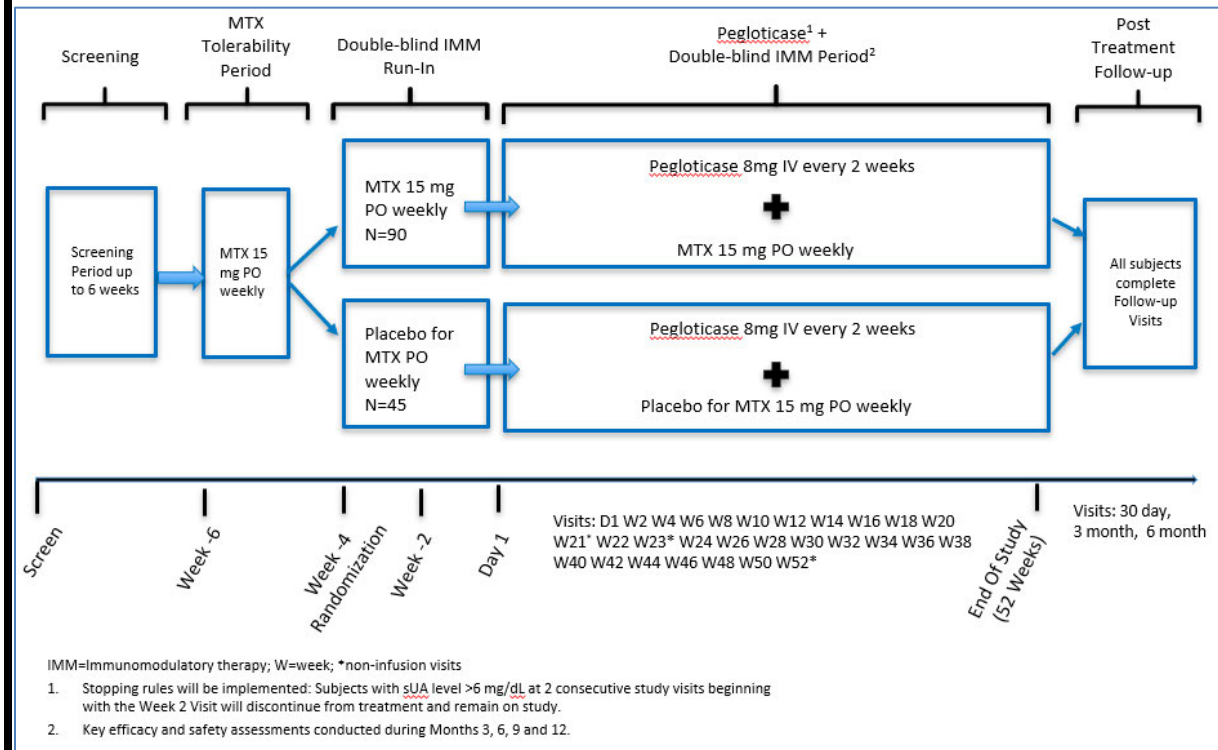 Screening
MTX
Tolerability
Period
Double-blind IMM
Run-In
Pegloticase¹ +
Double-blind IMM Period²
Post
Treatment
Follow-up
Screening
Period up
to 6 weeks
MTX 15
mg PO
weekly
MTX 15 mg
PO weekly
N=90
Placebo for
MTX PO
weekly
N=45
Pegloticase 8mg IV every 2 weeks
MTX 15 mg PO weekly
Pegloticase 8mg IV every 2 weeks
Placebo for MTX 15 mg PO weekly
All subjects
complete
Follow-up
Visits
Screen
Week -6
Week -4
Randomization
Week -2
Day 1
Visits: D1 W2 W4 W6 W8 W10 W12 W14 W16 W18 W20
W21* W22 W23* W24 W26 W28 W30 W32 W34 W36 W38
W40 W42 W44 W46 W48 W50 W52*
End Of Study
(52 Weeks)
Visits: 30 day,
3 month, 6 month
IMM=Immunomodulatory therapy; W=week; *non-infusion visits
1. Stopping rules will be implemented: Subjects with sUA level >6 mg/dL at 2 consecutive study visits beginning
with the Week 2 Visit will discontinue from treatment and remain on study.
2. Key efficacy and safety assessments conducted during Months 3, 6, 9 and 12.